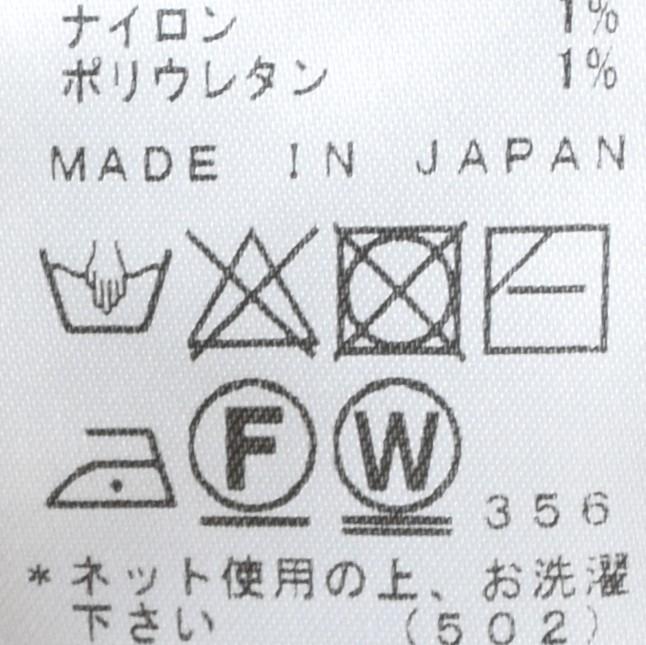 ナイロン 1%
ポリウレタン 1%
MADE IN JAPAN
F W 356
*ネット使用の上、お洗濯
下さい (502)